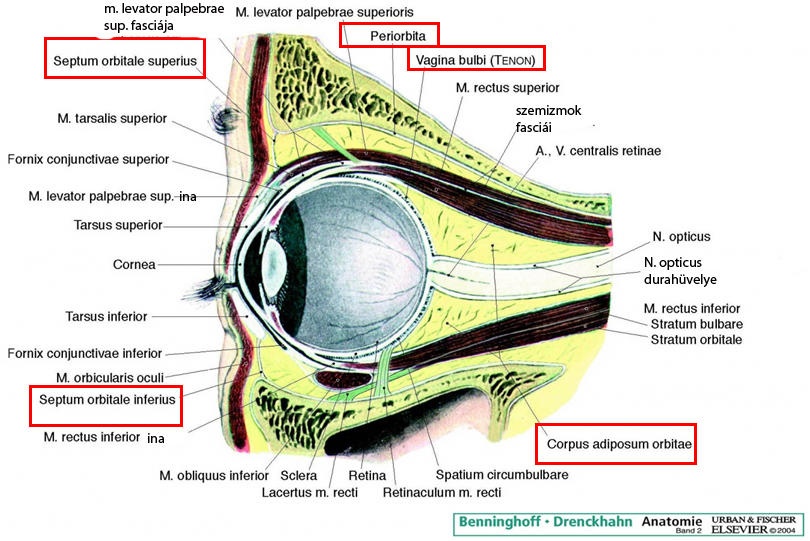 m. levator palpebrae
sup. fasciája
M. levator palpebrae superioris
Periorbita
Septum orbitale superius
Vagina bulbi (TENON)
M. rectus superior
szemizmok
fasciái
M. tarsalis superior
A., V. centralis retinae
Fornix conjunctivae superior
M. levator palpebrae sup. ina
Tarsus superior
N. opticus
Cornea
N. opticus
durahüvelye
Tarsus inferior
M. rectus inferior
Stratum bulbare
Stratum orbitale
Fornix conjunctivae inferior
M. orbicularis oculi
Septum orbitale inferius
M. rectus inferior ina
Corpus adiposum orbitae
M. obliquus inferior
Sclera
Retina
Spatium circumbulbare
Lacertus m. recti
Retinaculum m. recti
Benninghoff · Drenckhahn Anatomie
Band 2
URBAN & FISCHER
ELSEVIER ©2004